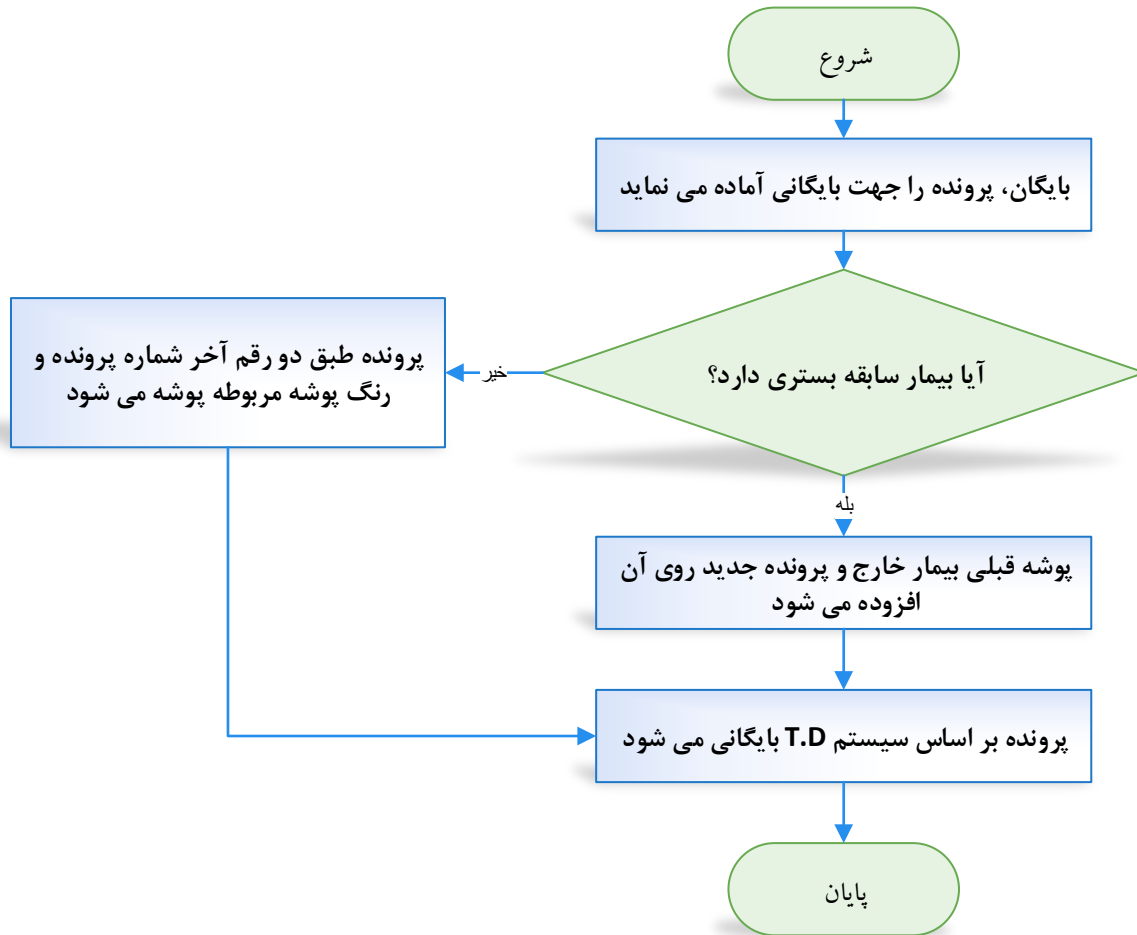 شروع
بایگان، پرونده را جهت بایگانی آماده می نماید
آیا بیمار سابقه بستری دارد؟
خیر
پرونده طبق دو رقم آخر شماره پرونده و
رنگ پوشه مربوطه پوشه می شود
بله
پوشه قبلی بیمار خارج و پرونده جدید روی آن
افزوده می شود
پرونده بر اساس سیستم T.D بایگانی می شود
پایان